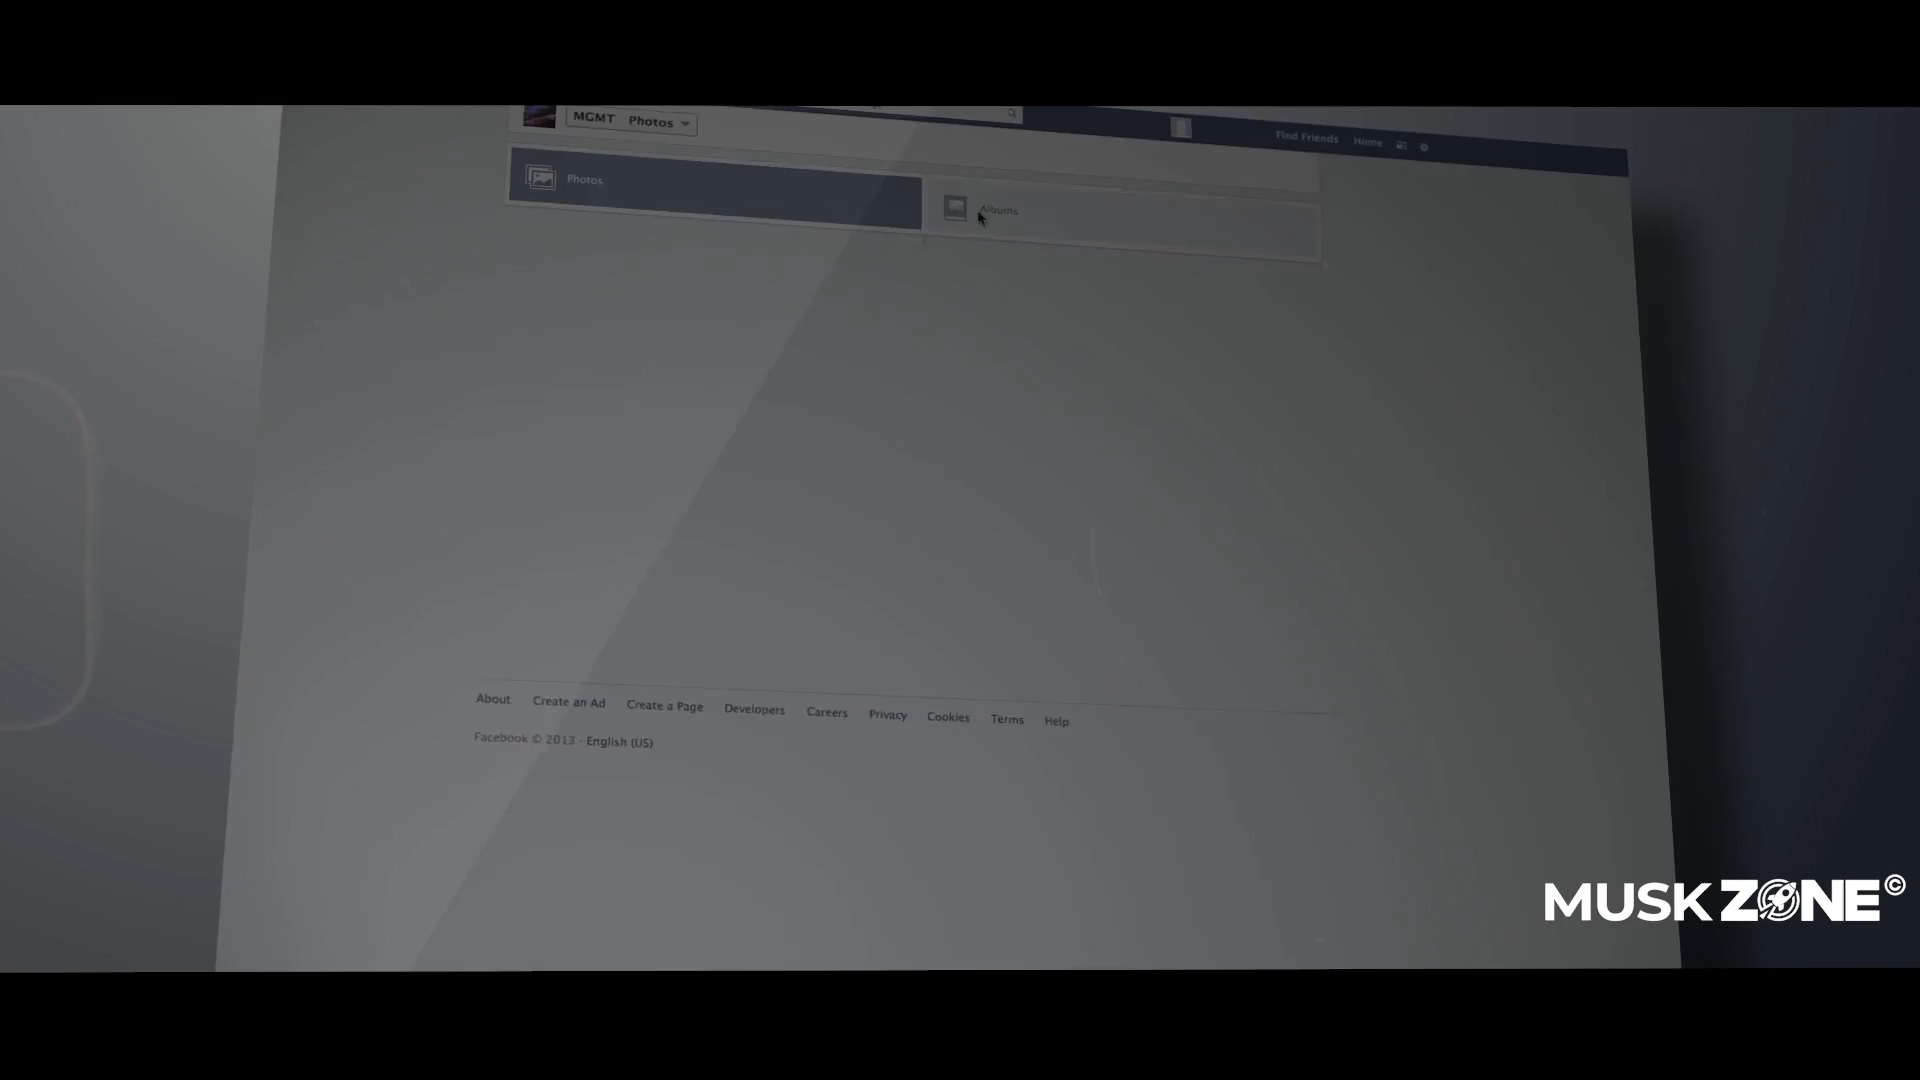 MGMT Photos
Find Friends Home
Photos
Albums
About Create an Ad Create a Page Developers Careers Privacy Cookies Terms Help
Facebook © 2013 · English (US)
MUSK ZONE©